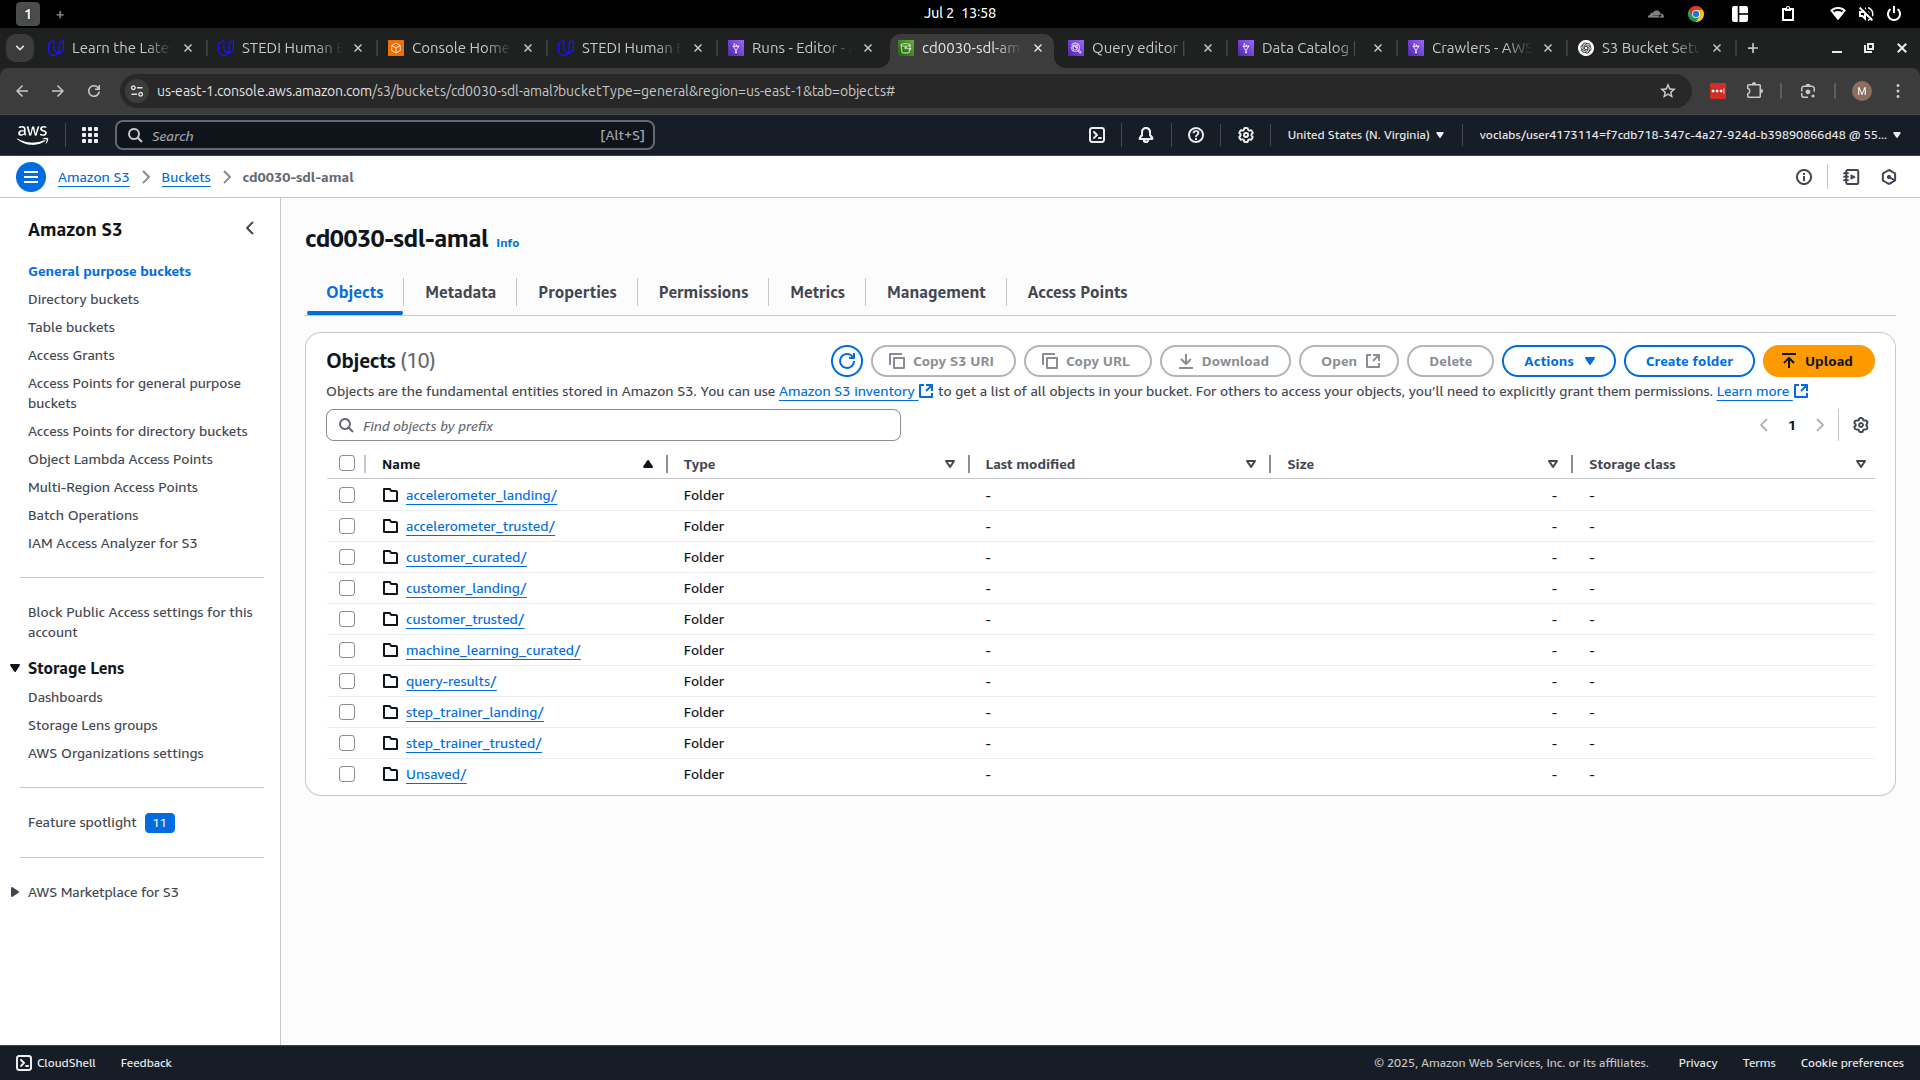 1 +
Jul 2 13:58
Learn the Late
STEDI Human E
Console Home
STEDI Human E
Runs - Editor - A
cd0030-sdl-am
Query editor |
Data Catalog |
Crawlers - AWS
S3 Bucket Setu
us-east-1.console.aws.amazon.com/s3/buckets/cd0030-sdl-amal?bucketType=general&region=us-east-1&tab=objects#
M
aws
Search [Alt+S]
United States (N. Virginia)
voclabs/user4173114=f7cdb718-347c-4a27-924d-b39890866d48 @ 55...
Amazon S3 Buckets cd0030-sdl-amal
Amazon S3
General purpose buckets
Directory buckets
Table buckets
Access Grants
Access Points for general purpose
buckets
Access Points for directory buckets
Object Lambda Access Points
Multi-Region Access Points
Batch Operations
IAM Access Analyzer for S3
Block Public Access settings for this
account
Storage Lens
Dashboards
Storage Lens groups
AWS Organizations settings
Feature spotlight 11
AWS Marketplace for S3
cd0030-sdl-amal Info
Objects Metadata Properties Permissions Metrics Management Access Points
Objects (10)
Copy S3 URI Copy URL Download Open Delete Actions Create folder Upload
Objects are the fundamental entities stored in Amazon S3. You can use Amazon S3 inventory to get a list of all objects in your bucket. For others to access your objects, you'll need to explicitly grant them permissions. Learn more
Find objects by prefix
1
Name Type Last modified Size Storage class
accelerometer_landing/ Folder - - -
accelerometer_trusted/ Folder - - -
customer_curated/ Folder - - -
customer_landing/ Folder - - -
customer_trusted/ Folder - - -
machine_learning_curated/ Folder - - -
query-results/ Folder - - -
step_trainer_landing/ Folder - - -
step_trainer_trusted/ Folder - - -
Unsaved/ Folder - - -
CloudShell Feedback
© 2025, Amazon Web Services, Inc. or its affiliates. Privacy Terms Cookie preferences